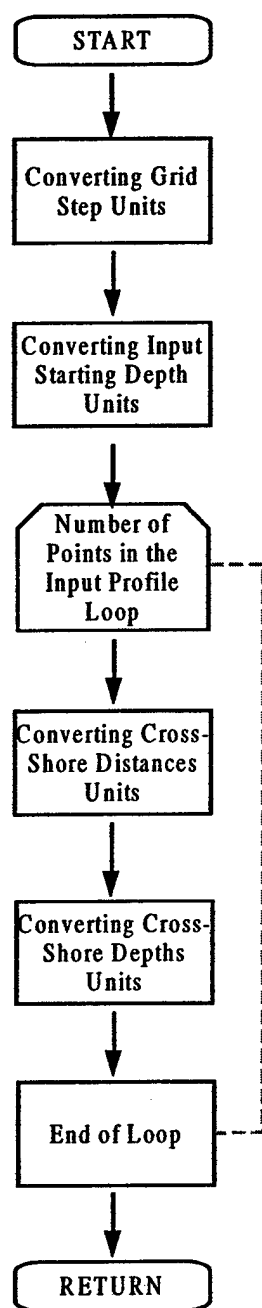 START
Converting Grid
Step Units
Converting Input
Starting Depth
Units
Number of
Points in the
Input Profile
Loop
Converting Cross-
Shore Distances
Units
Converting Cross-
Shore Depths
Units
End of Loop
RETURN